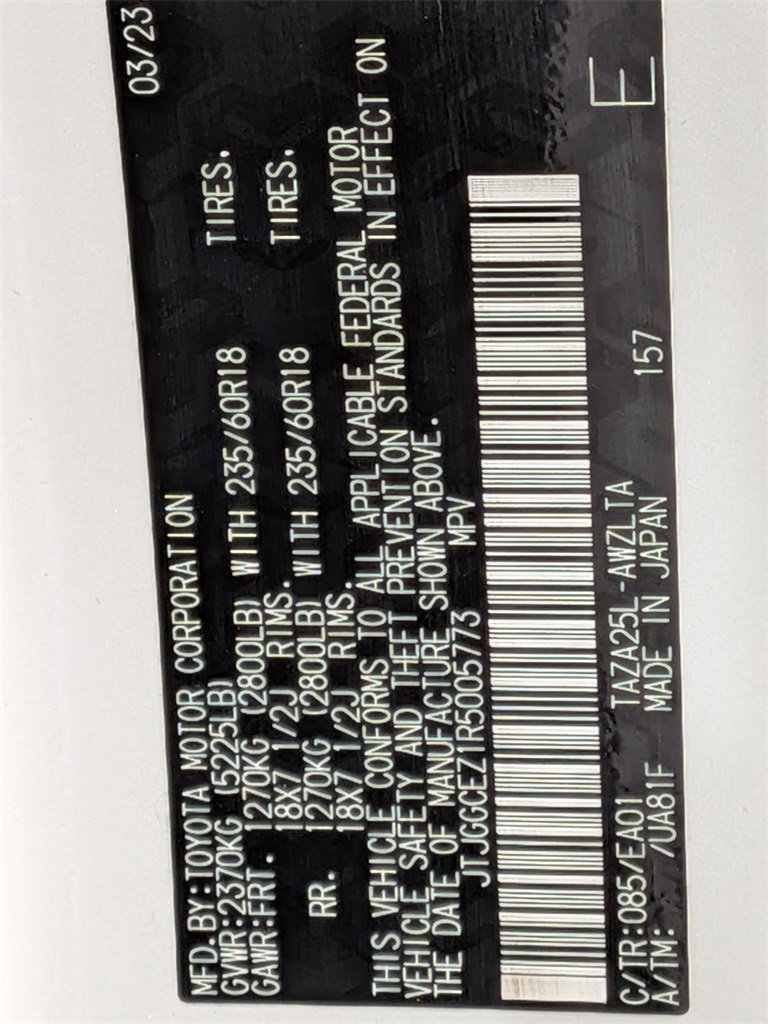 MFD.BY:TOYOTA MOTOR CORPORATION 03/23
GVWR:2370KG (5225LB)
GAWR:FRT. 1270KG (2800LB) WITH 235/60R18 TIRES.
18X7 1/2J RIMS.
RR. 1270KG (2800LB) WITH 235/60R18 TIRES.
18X7 1/2J RIMS.
THIS VEHICLE CONFORMS TO ALL APPLICABLE FEDERAL MOTOR
VEHICLE SAFETY AND THEFT PREVENTION STANDARDS IN EFFECT ON
THE DATE OF MANUFACTURE SHOWN ABOVE.
JTJGGCEZ1R5005773 MPV
C/TR:085/EA01 TAZA25L-AWZLTA
A/TM: /UA81F MADE IN JAPAN 157 E